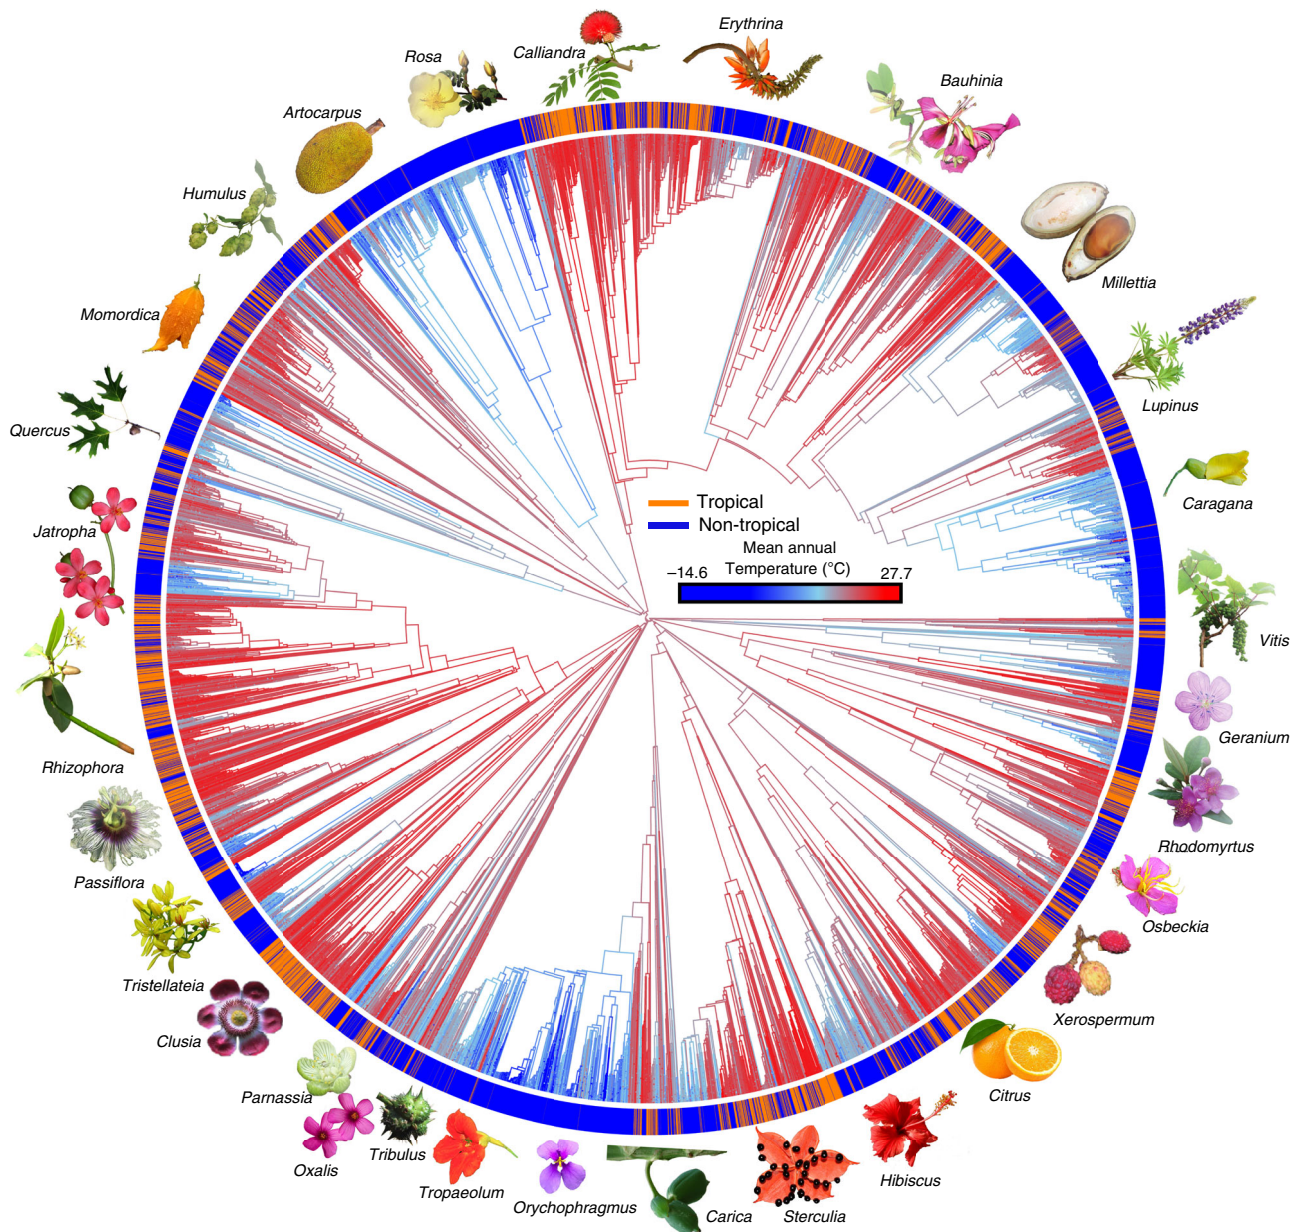 Erythrina
Calliandra
Rosa
Bauhinia
Artocarpus
Humulus
Millettia
Momordica
Lupinus
Quercus
Caragana
Tropical
Non-tropical
Mean annual
Temperature (°C)
–14.6
27.7
Jatropha
Vitis
Geranium
Rhizophora
Rhodomyrtus
Passiflora
Osbeckia
Tristellateia
Xerospermum
Clusia
Citrus
Parnassia
Oxalis
Tribulus
Hibiscus
Tropaeolum
Orychophragmus
Carica
Sterculia